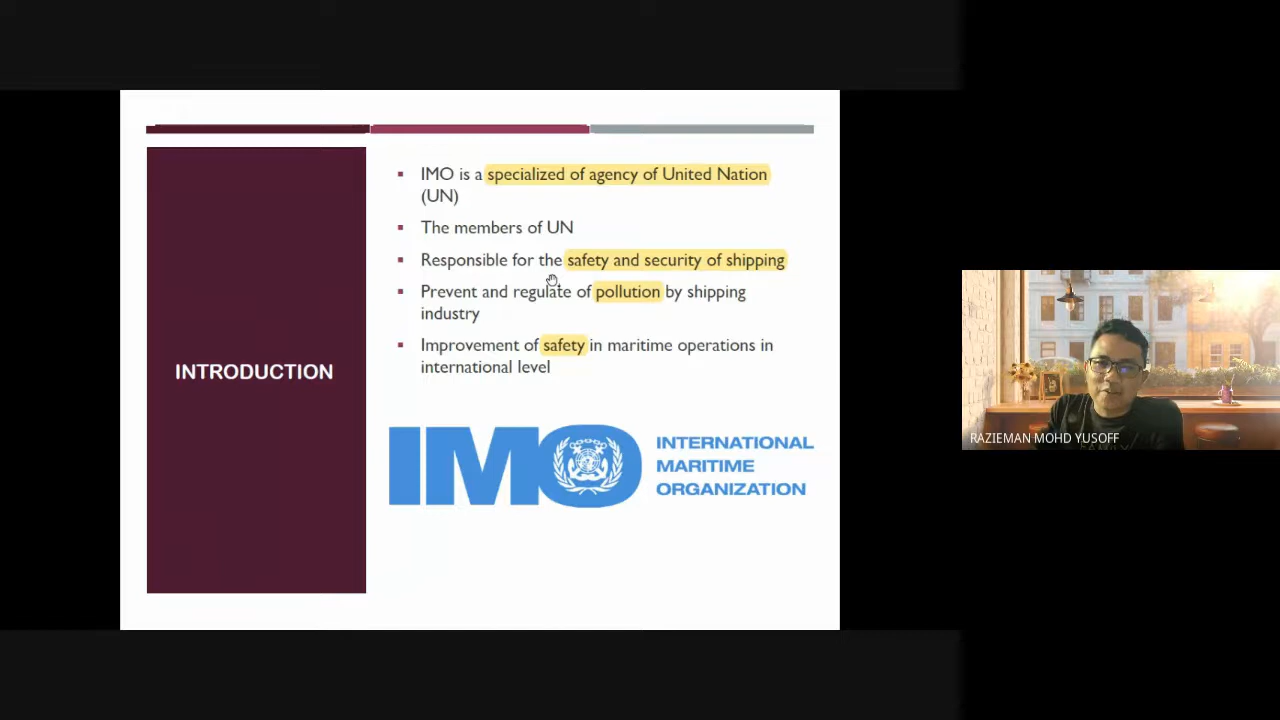 INTRODUCTION
IMO is a specialized of agency of United Nation
(UN)
The members of UN
Responsible for the safety and security of shipping
Prevent and regulate of pollution by shipping
industry
Improvement of safety in maritime operations in
international level
IMO
INTERNATIONAL
MARITIME
ORGANIZATION
RAZIEMAN MOHD YUSOFF